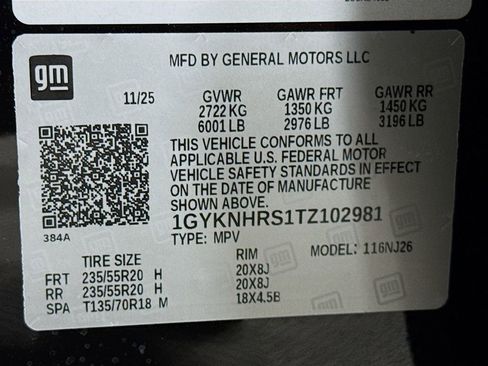 gm
MFD BY GENERAL MOTORS LLC
11/25 GVWR GAWR FRT GAWR RR
2722 KG 1350 KG 1450 KG
6001 LB 2976 LB 3196 LB
THIS VEHICLE CONFORMS TO ALL
APPLICABLE U.S. FEDERAL MOTOR
VEHICLE SAFETY STANDARDS IN EFFECT
ON THE DATE OF MANUFACTURE
SHOWN ABOVE.
1GYKNHRS1TZ102981
384A
TYPE: MPV
TIRE SIZE RIM MODEL: 116NJ26
FRT 235/55R20 H 20X8J
RR 235/55R20 H 20X8J
SPA T135/70R18 M 18X4.5B